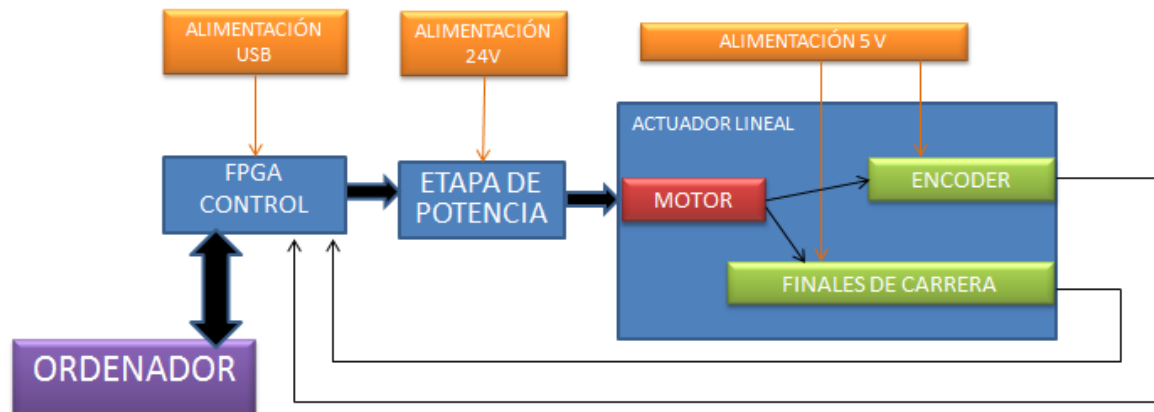 ALIMENTACIÓN
USB
ALIMENTACIÓN
24V
ALIMENTACIÓN 5 V
ACTUADOR LINEAL
FPGA
CONTROL
ETAPA DE
POTENCIA
MOTOR
ENCODER
FINALES DE CARRERA
ORDENADOR